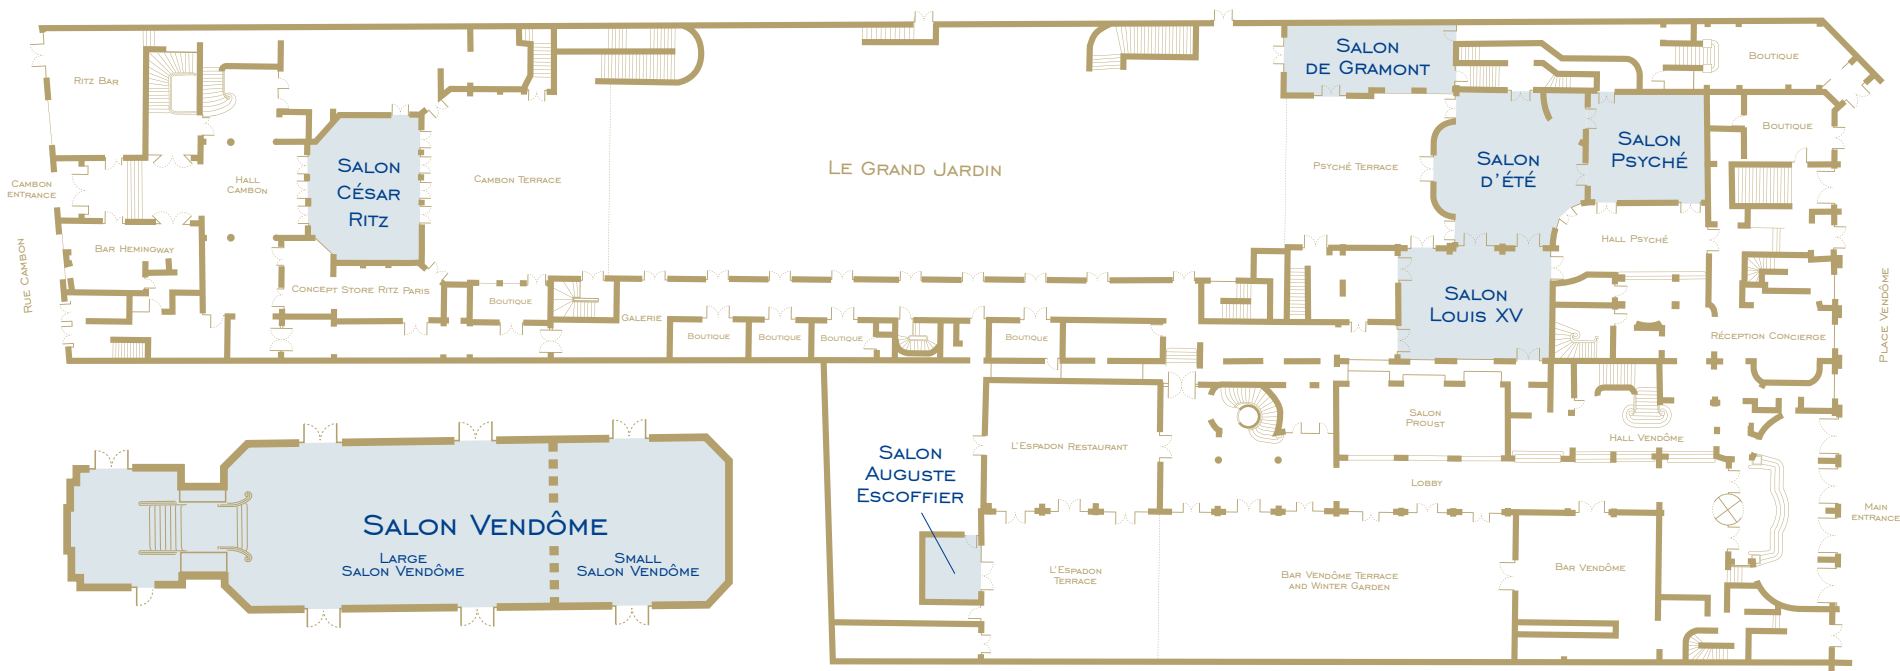 RITZ BAR
CAMBON
ENTRANCE
HALL
CAMBON
BAR HEMINGWAY
RUE CAMBON
SALON
CÉSAR
RITZ
CAMBON TERRACE
CONCEPT STORE RITZ PARIS
BOUTIQUE
GALERIE
BOUTIQUE
BOUTIQUE
BOUTIQUE
BOUTIQUE
LE GRAND JARDIN
PSYCHÉ TERRACE
SALON
DE GRAMONT
SALON
D'ÉTÉ
SALON
PSYCHÉ
BOUTIQUE
BOUTIQUE
HALL PSYCHÉ
SALON
LOUIS XV
RÉCEPTION CONCIERGE
PLACE VENDÔME
SALON
PROUST
HALL VENDÔME
L'ESPADON RESTAURANT
LOBBY
MAIN
ENTRANCE
SALON
AUGUSTE
ESCOFFIER
L'ESPADON
TERRACE
BAR VENDÔME TERRACE
AND WINTER GARDEN
BAR VENDÔME
SALON VENDÔME
LARGE
SALON VENDÔME
SMALL
SALON VENDÔME